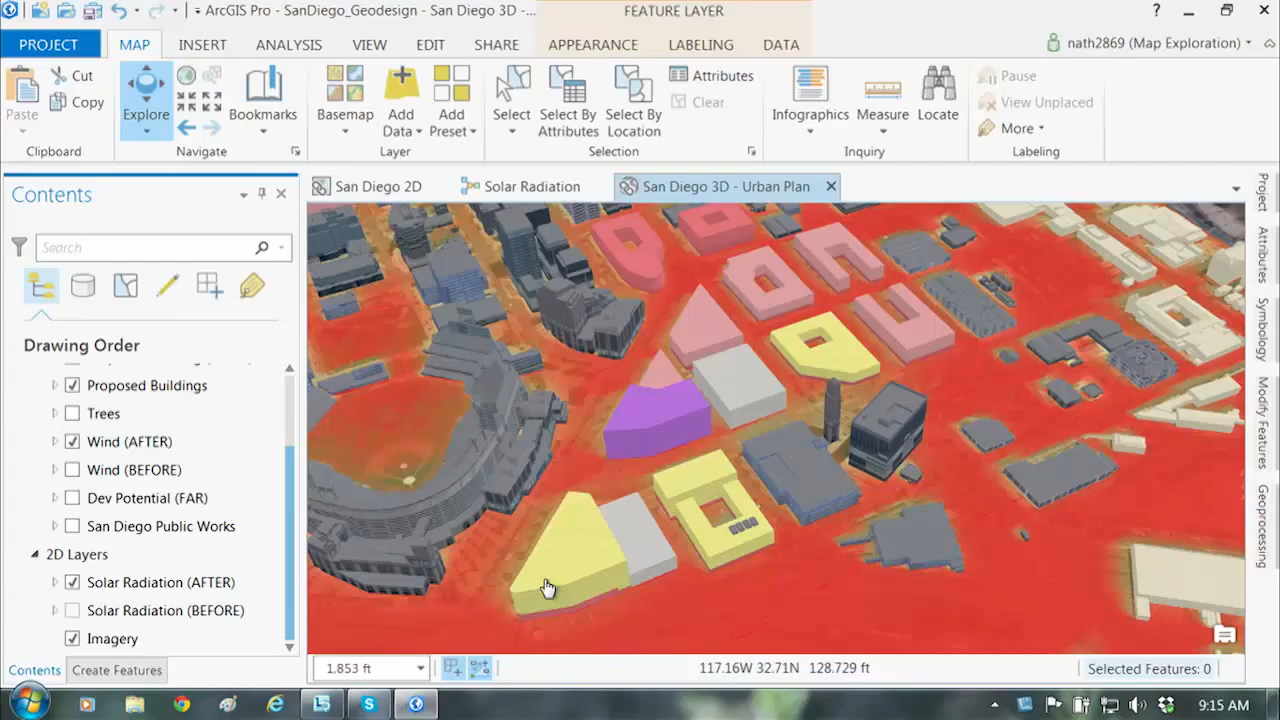 ArcGIS Pro - SanDiego_Geodesign - San Diego 3D -...
FEATURE LAYER
PROJECT
MAP
INSERT
ANALYSIS
VIEW
EDIT
SHARE
APPEARANCE
LABELING
DATA
nath2869 (Map Exploration)
Paste
Cut
Copy
Clipboard
Explore
Bookmarks
Navigate
Basemap
Add
Data
Add
Preset
Layer
Select
Select By
Attributes
Select By
Location
Attributes
Clear
Selection
Infographics
Measure
Locate
Inquiry
Pause
View Unplaced
More
Labeling
Contents
Search
Drawing Order
Proposed Buildings
Trees
Wind (AFTER)
Wind (BEFORE)
Dev Potential (FAR)
San Diego Public Works
2D Layers
Solar Radiation (AFTER)
Solar Radiation (BEFORE)
Imagery
Contents
Create Features
San Diego 2D
Solar Radiation
San Diego 3D - Urban Plan
1,853 ft
117.16W 32.71N 128.729 ft
Selected Features: 0
Project
Attributes
Symbology
Modify Features
Geoprocessing
9:15 AM